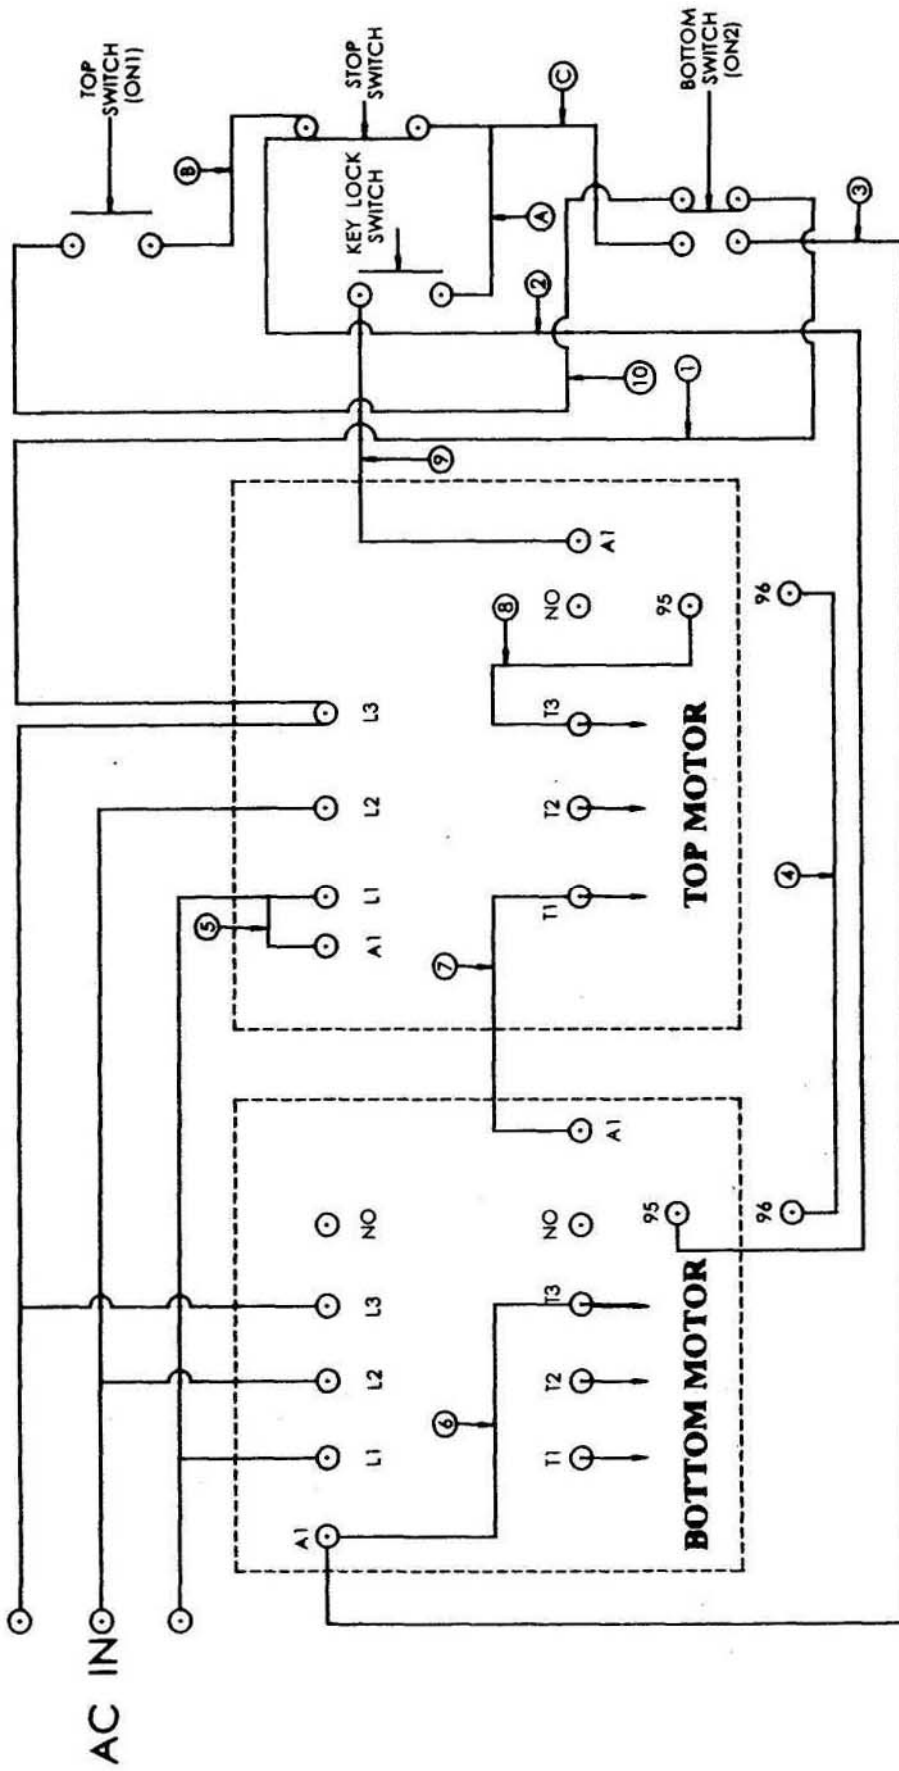 AC IN
TOP
SWITCH
(ON1)
B
5
A1
STOP
SWITCH
KEY LOCK
SWITCH
L1 L2 L3 NO
A1 L1 L2 L3
6
7
9
8
A
2
T1 T2 T3 NO
T1 T2 T3 NO
C
A1
A1
10
95
95
1
BOTTOM MOTOR
TOP MOTOR
BOTTOM
SWITCH
(ON2)
96
96
4
3